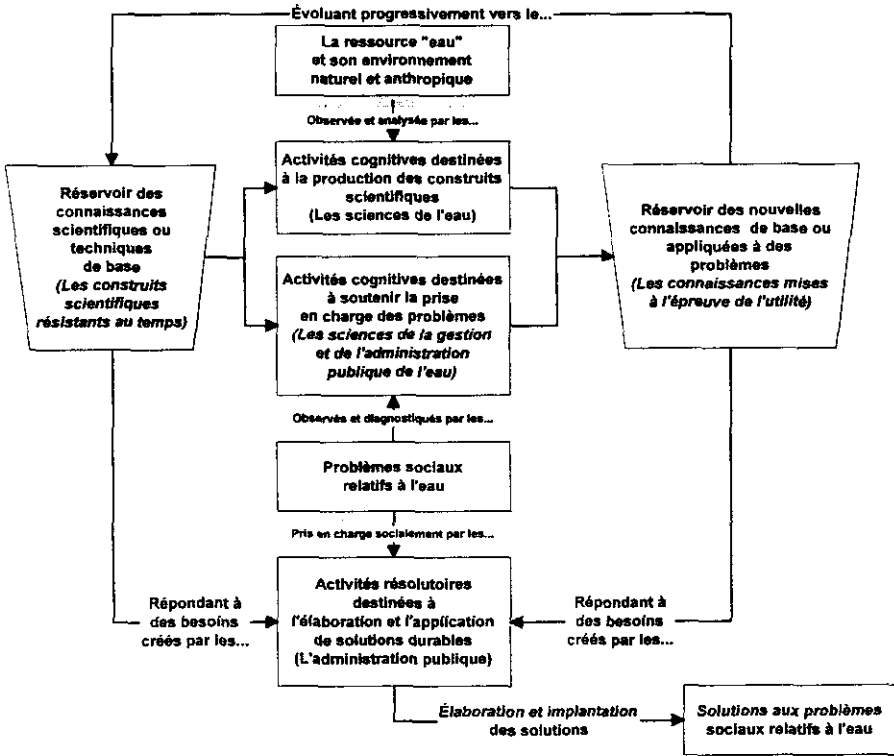 Évoluant progressivement vers le...
La ressource "eau"
et son environnement
naturel et anthropique
Observée et analysée par les...
Activités cognitives destinées
à la production des construits
scientifiques
(Les sciences de l'eau)
Réservoir des
connaissances
scientifiques ou
techniques
de base
(Les construits
scientifiques
résistants au temps)
Réservoir des nouvelles
connaissances de base ou
appliquées à des
problèmes
(Les connaissances mises
à l'épreuve de l'utilité)
Activités cognitives destinées
à soutenir la prise
en charge des problèmes
(Les sciences de la gestion
et de l'administration
publique de l'eau)
Observés et diagnostiqués par les...
Problèmes sociaux
relatifs à l'eau
Pris en charge socialement par les...
Activités résolutoires
destinées à
l'élaboration et l'application
de solutions durables
(L'administration publique)
Répondant à
des besoins
créés par les...
Répondant à
des besoins
créés par les...
Élaboration et implantation
des solutions
Solutions aux problèmes
sociaux relatifs à l'eau